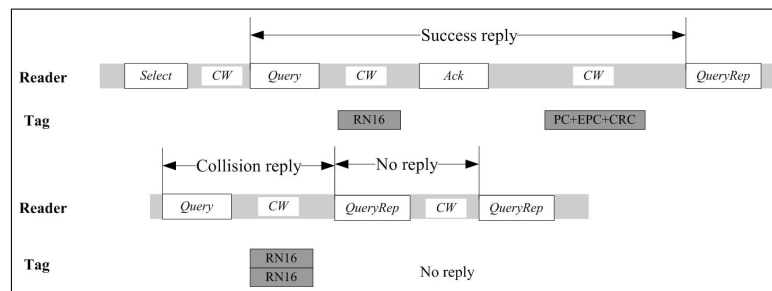 Success reply
Reader Select CW Query CW Ack CW QueryRep
Tag RN16 PC+EPC+CRC
Collision reply No reply
Reader Query CW QueryRep CW QueryRep
Tag RN16
RN16 No reply